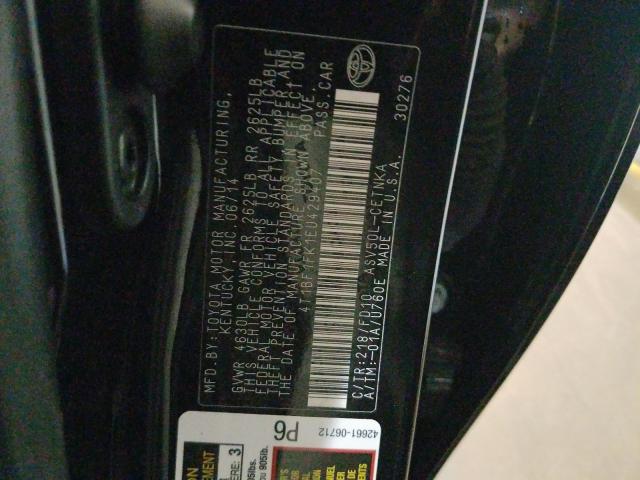 MFD. BY: TOYOTA MOTOR MANUFACTURING,
KENTUCKY INC. 06/14
GVWR 4630LB GAWR FR 2625LB RR 2625LB
THIS VEHICLE CONFORMS TO ALL APPLICABLE
FEDERAL MOTOR VEHICLE SAFETY, BUMPER AND
THEFT PREVENTION STANDARDS IN EFFECT ON
THE DATE OF MANUFACTURE SHOWN ABOVE.
PASS. CAR
C/TR:218/FD10 ASV50L-CETNKA
A/TM:-01A/U760E MADE IN U.S.A.
30276
42661-06712
P6
3